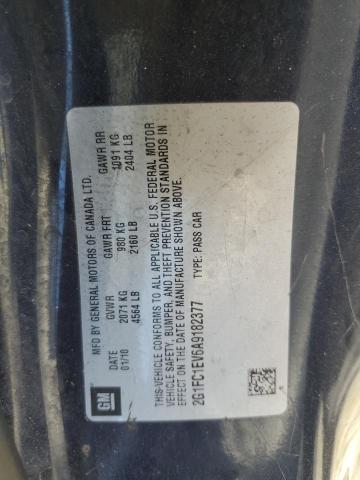 GM
MFD BY GENERAL MOTORS OF CANADA LTD.
DATE GVWR GAWR FRT GAWR RR
01/10 2071 KG 980 KG 1091 KG
4564 LB 2160 LB 2404 LB
THIS VEHICLE CONFORMS TO ALL APPLICABLE U.S. FEDERAL MOTOR
VEHICLE SAFETY, BUMPER, AND THEFT PREVENTION STANDARDS IN
EFFECT ON THE DATE OF MANUFACTURE SHOWN ABOVE.
2G1FC1EV6A9182377 TYPE: PASS CAR